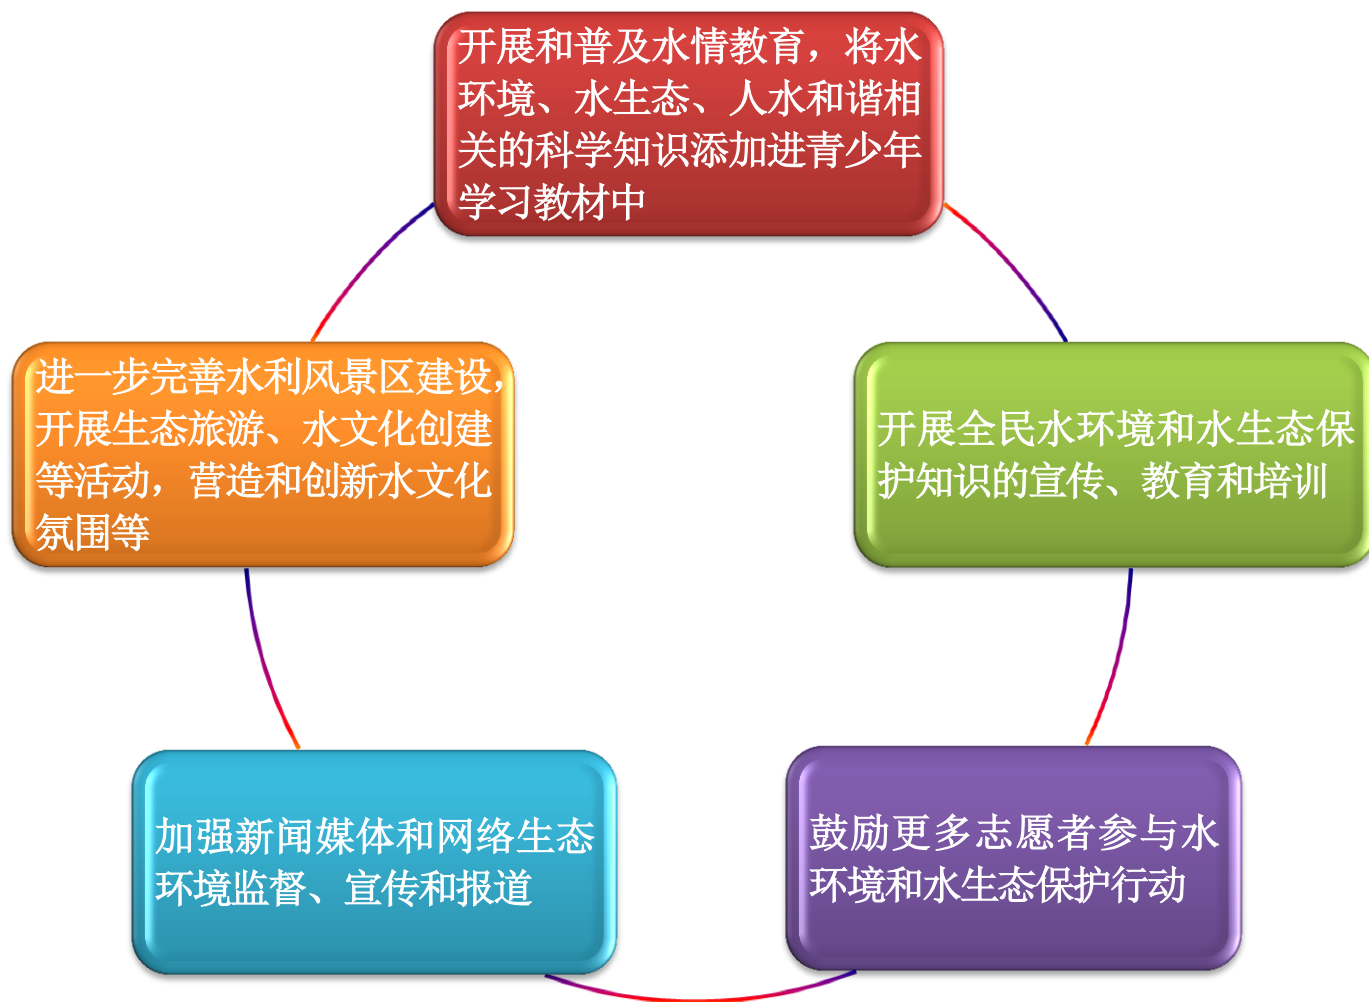 开展和普及水情教育，将水
环境、水生态、人水和谐相
关的科学知识添加进青少年
学习教材中
开展全民水环境和水生态保
护知识的宣传、教育和培训
鼓励更多志愿者参与水
环境和水生态保护行动
加强新闻媒体和网络生态
环境监督、宣传和报道
进一步完善水利风景区建设，
开展生态旅游、水文化创建
等活动，营造和创新水文化
氛围等